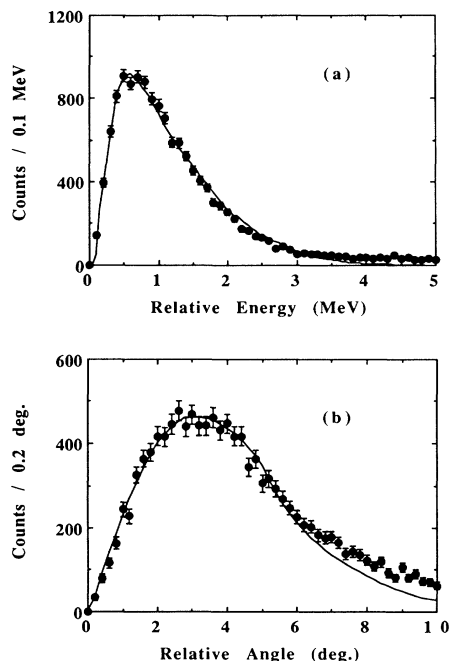 1200
(a)
Counts / 0.1 MeV
800
400
0
0 1 2 3 4 5
Relative Energy (MeV)
600
(b)
Counts / 0.2 deg.
400
200
0
0 2 4 6 8 1 0
Relative Angle (deg.)